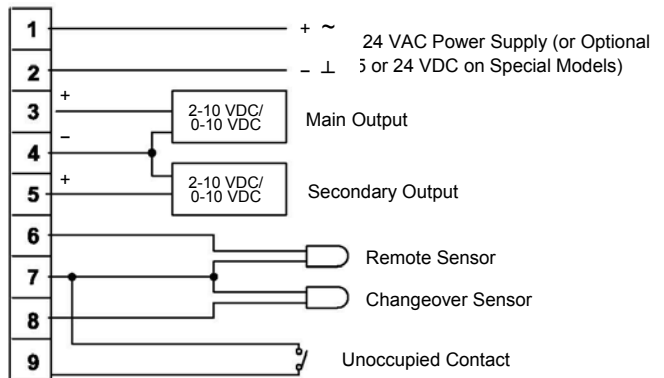 1
+ ~
24 VAC Power Supply (or Optional
2
– ⊥
5 or 24 VDC on Special Models)
3
+
2-10 VDC/
0-10 VDC
Main Output
4
–
5
+
2-10 VDC/
0-10 VDC
Secondary Output
6
Remote Sensor
7
Changeover Sensor
8
9
Unoccupied Contact